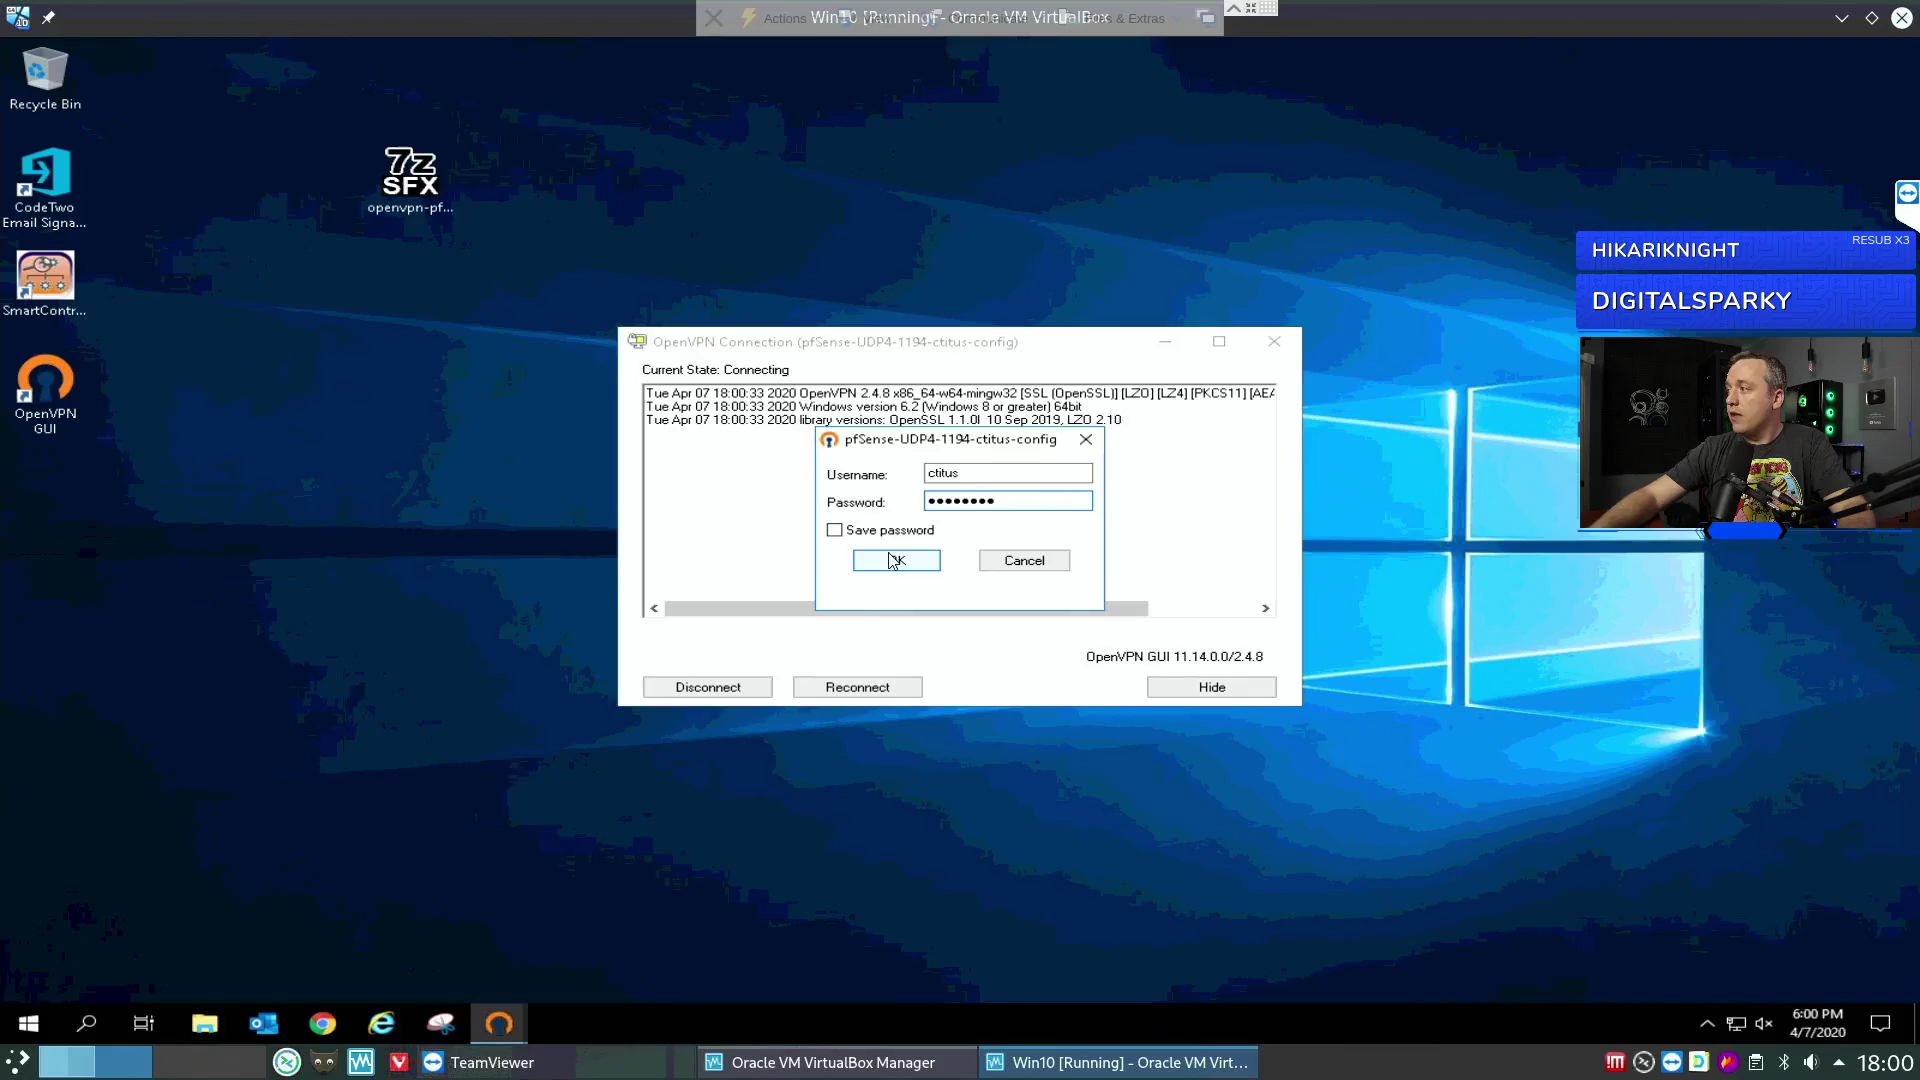 Actions
Win10 [Running] - Oracle VM VirtualBox
& Extras
Recycle Bin
CodeTwo
Email Signa...
SmartContr...
OpenVPN
GUI
7z
SFX
openvpn-pf...
HIKARIKNIGHT
RESUB X3
DIGITALSPARKY
OpenVPN Connection (pfSense-UDP4-1194-ctitus-config)
Current State: Connecting
Tue Apr 07 18:00:33 2020 OpenVPN 2.4.8 x86_64-w64-mingw32 [SSL (OpenSSL)] [LZO] [LZ4] [PKCS11] [AEA
Tue Apr 07 18:00:33 2020 Windows version 6.2 (Windows 8 or greater) 64bit
Tue Apr 07 18:00:33 2020 library versions: OpenSSL 1.1.0l 10 Sep 2019, LZO 2.10
pfSense-UDP4-1194-ctitus-config
Username:
ctitus
Password:
Save password
Cancel
OpenVPN GUI 11.14.0.0/2.4.8
Disconnect
Reconnect
Hide
6:00 PM
4/7/2020
TeamViewer
Oracle VM VirtualBox Manager
Win10 [Running] - Oracle VM Virt...
18:00